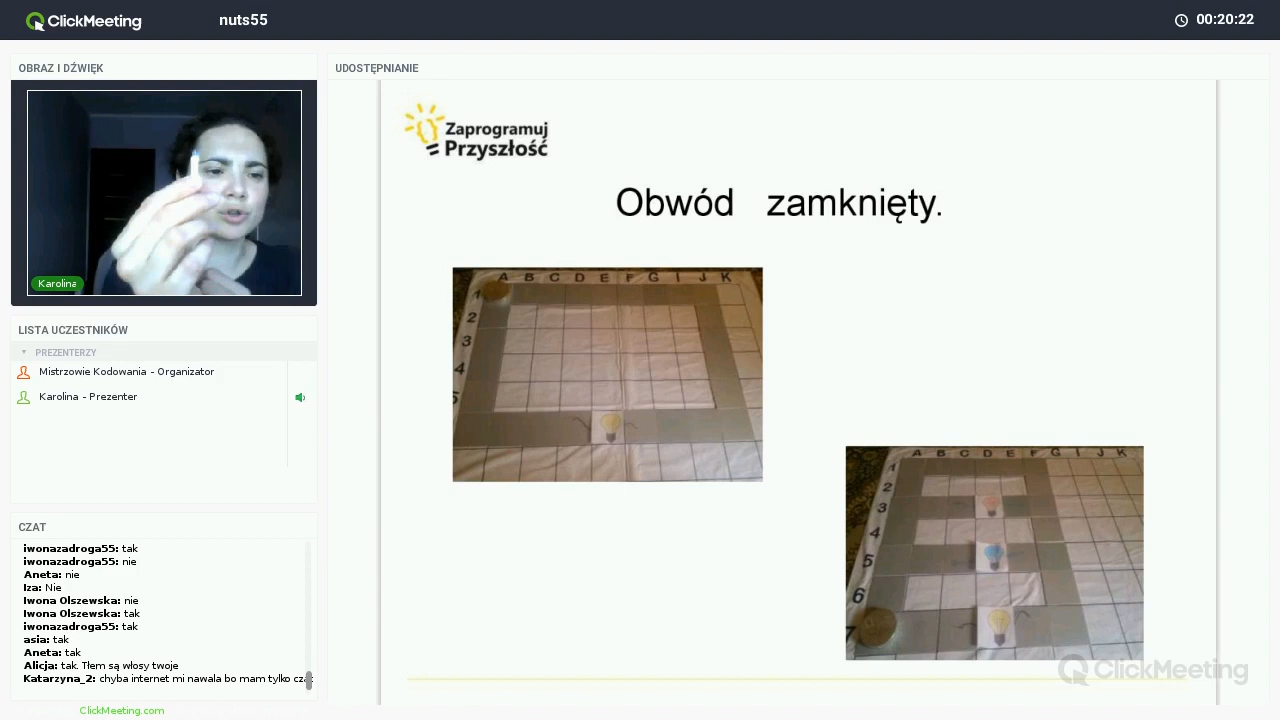 ClickMeeting
nuts55
00:20:22
OBRAZ I DŹWIĘK
Karolina
LISTA UCZESTNIKÓW
PREZENTERZY
Mistrzowie Kodowania - Organizator
Karolina - Prezenter
CZAT
iwonazadroga55: tak
iwonazadroga55: nie
Aneta: nie
Iza: Nie
Iwona Olszewska: nie
Iwona Olszewska: tak
iwonazadroga55: tak
asia: tak
Aneta: tak
Alicja: tak. Tłem są włosy twoje
Katarzyna_2: chyba internet mi nawala bo mam tylko
ClickMeeting.com
UDOSTĘPNIANIE
Zaprogramuj
Przyszłość
Obwód zamknięty.
A B C D E F G I J K
1
2
3
4
5
A B C D E F G I J K
1
2
3
4
5
6
7
ClickMeeting